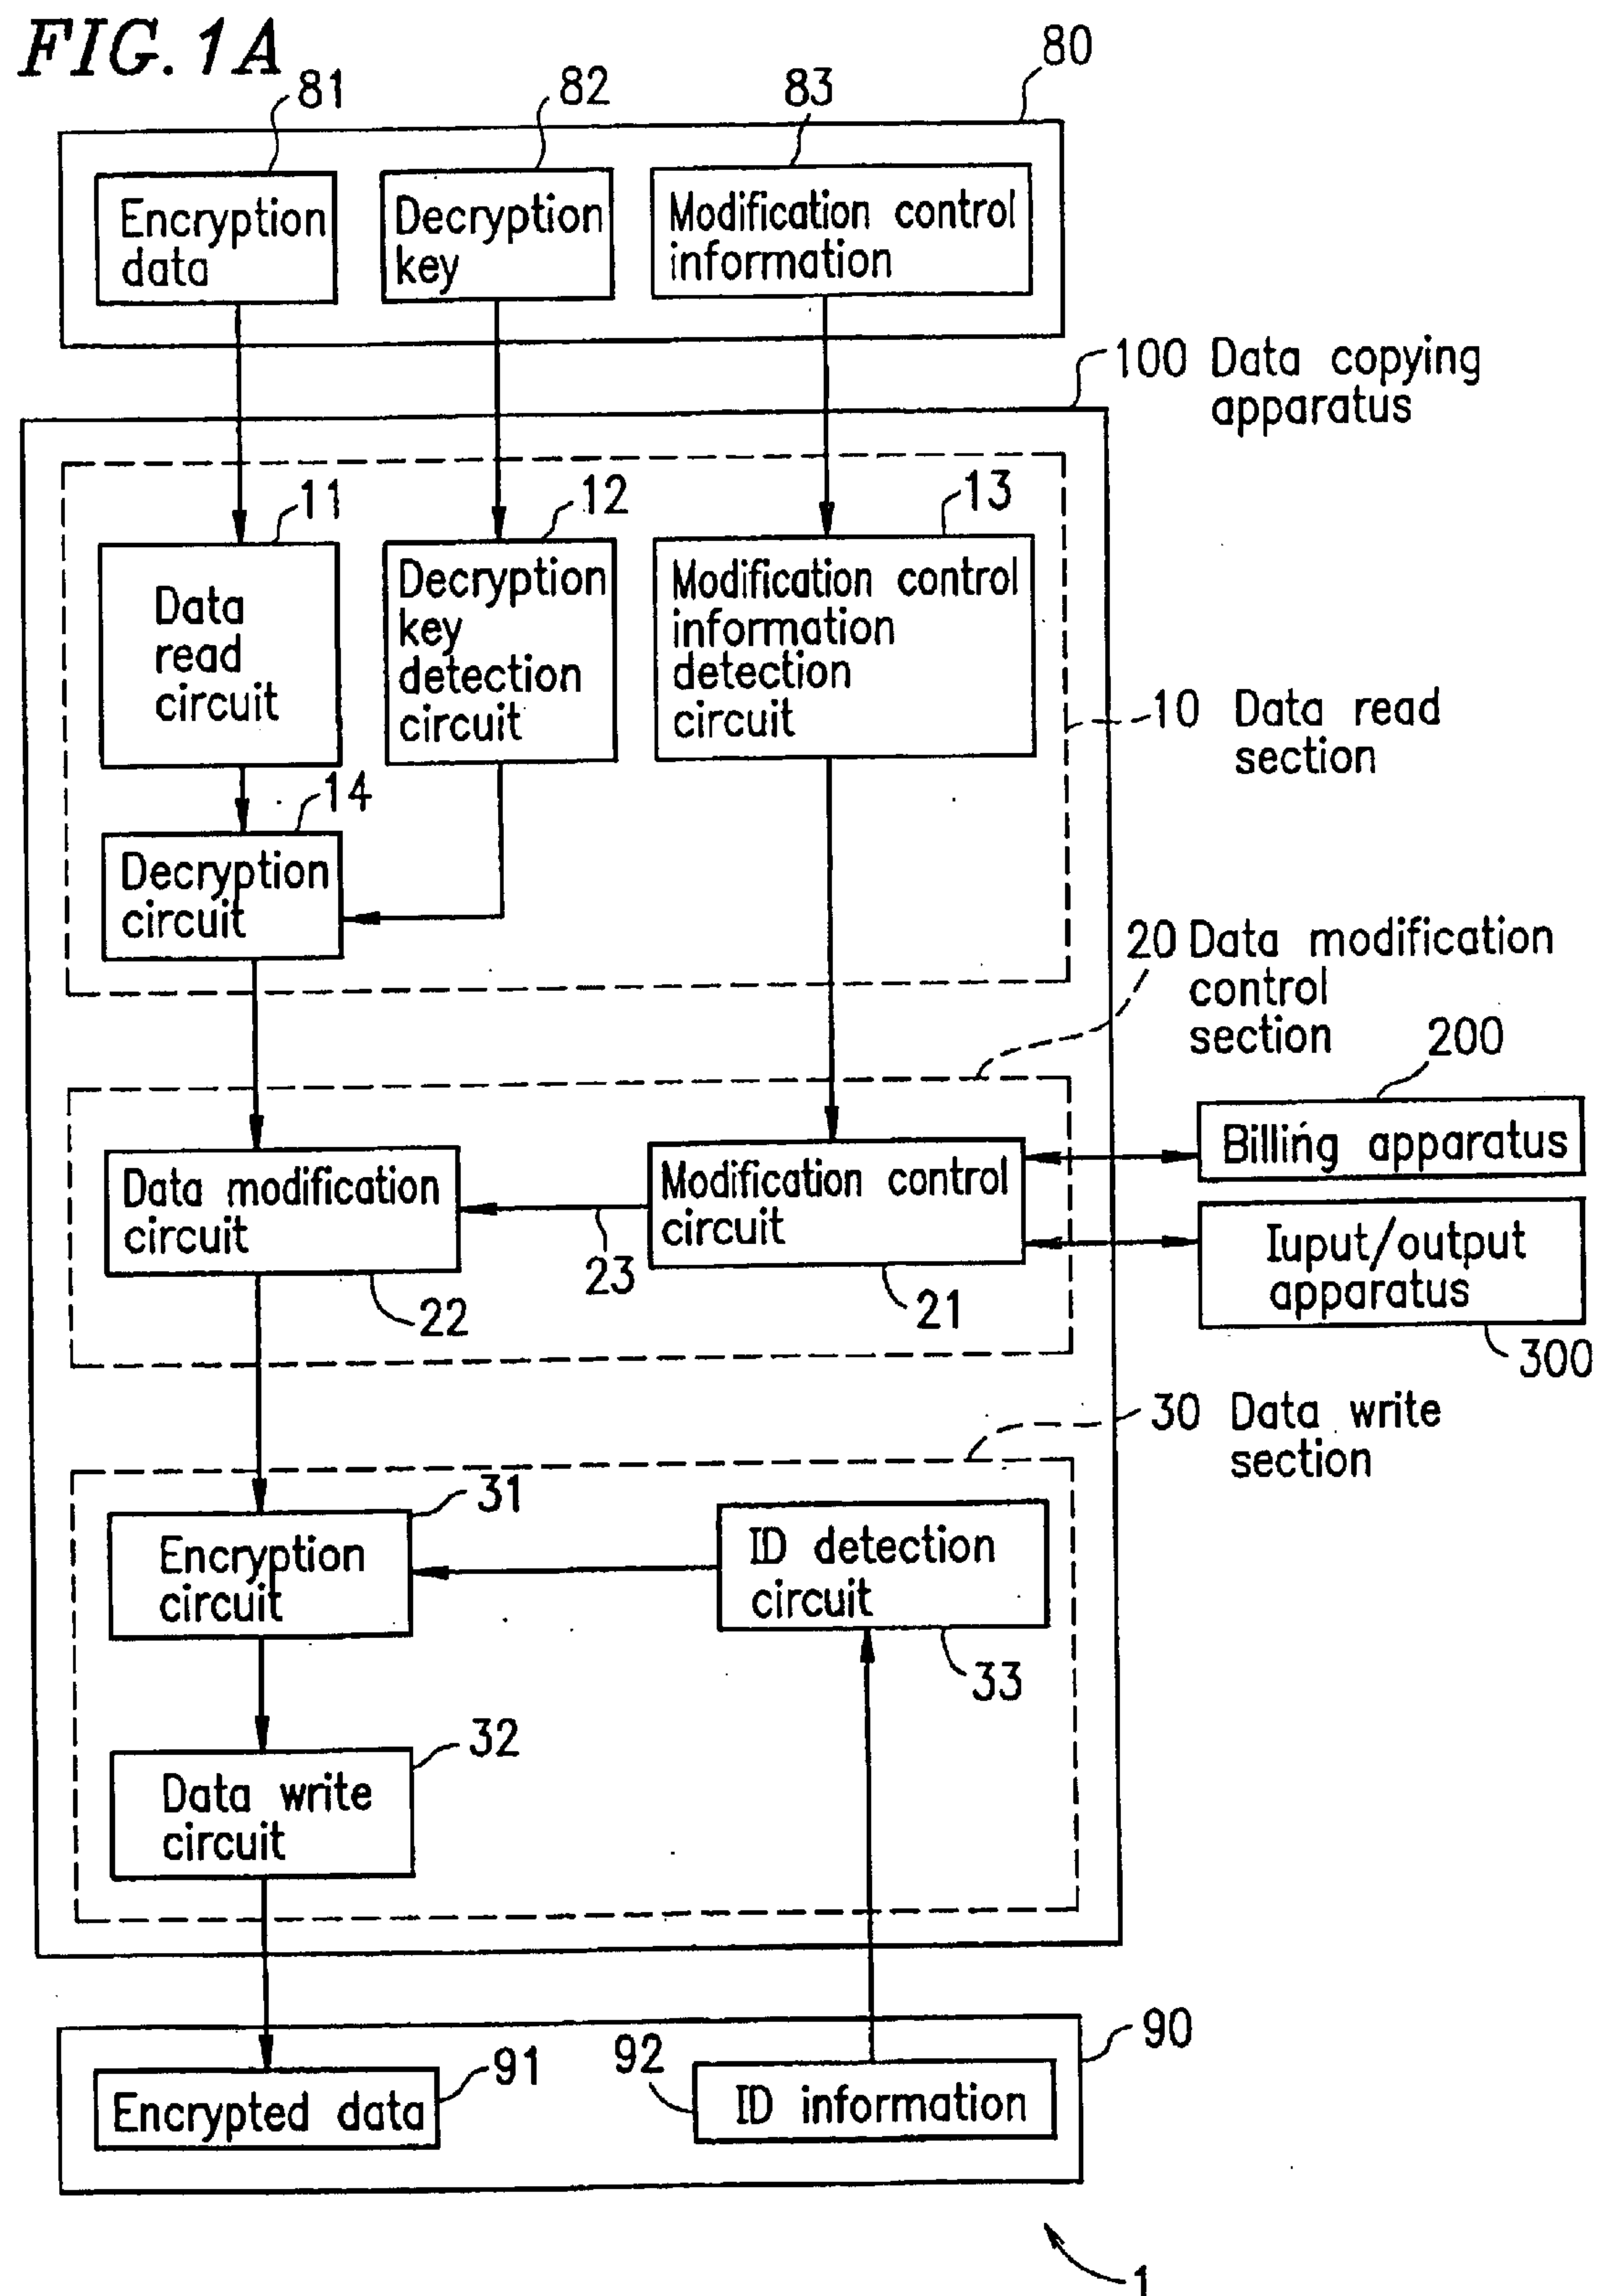 FIG. 1A
80
81
82
83
Encryption
data
Decryption
key
Modification control
information
100 Data copying
apparatus
11
12
13
Data
read
circuit
Decryption
key
detection
circuit
Modification control
information
detection
circuit
10 Data read
section
14
Decryption
circuit
20 Data modification
control
section
200
Billing apparatus
Data modification
circuit
Modification control
circuit
23
22
21
Iuput/output
apparatus
300
30 Data write
section
31
Encryption
circuit
ID detection
circuit
33
32
Data write
circuit
90
91
92
Encrypted data
ID information
1